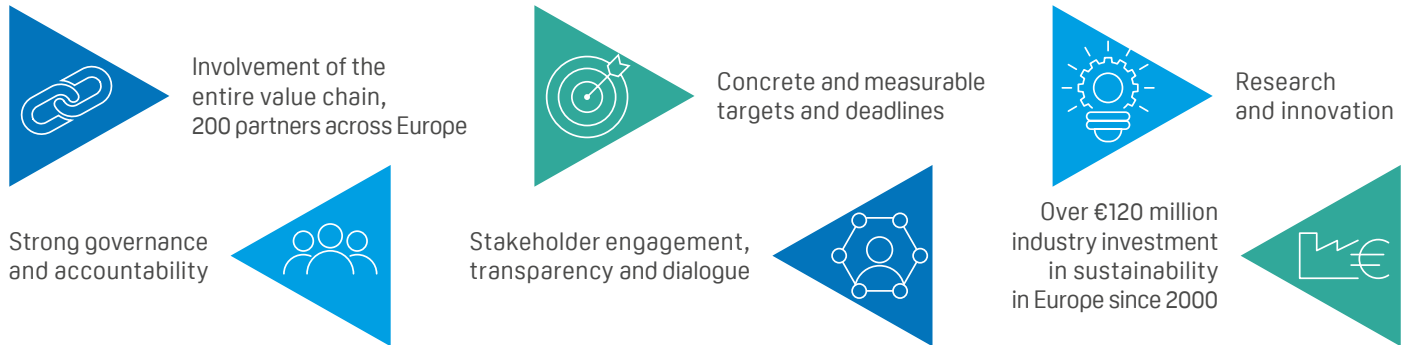 Involvement of the
entire value chain,
200 partners across Europe
Concrete and measurable
targets and deadlines
Research
and innovation
Strong governance
and accountability
Stakeholder engagement,
transparency and dialogue
Over €120 million
industry investment
in sustainability
in Europe since 2000